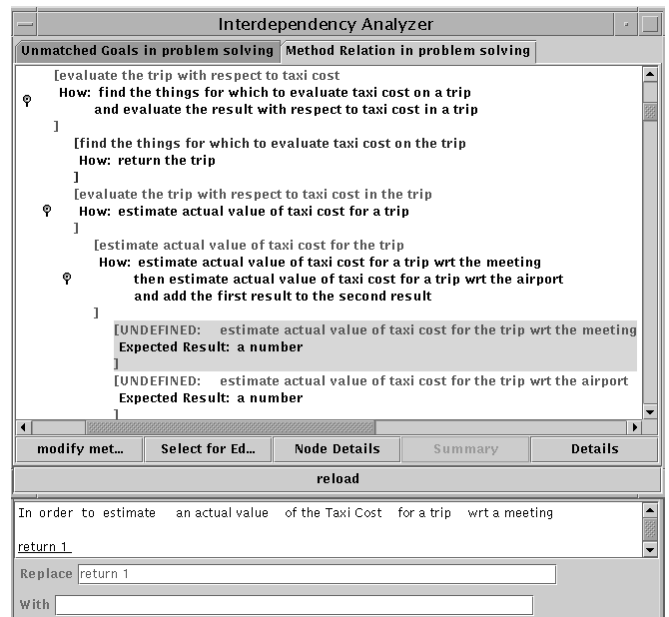 Interdependency Analyzer
Unmatched Goals in problem solving Method Relation in problem solving
[evaluate the trip with respect to taxi cost
How: find the things for which to evaluate taxi cost on a trip
and evaluate the result with respect to taxi cost in a trip
]
[find the things for which to evaluate taxi cost on the trip
How: return the trip
]
[evaluate the trip with respect to taxi cost in the trip
How: estimate actual value of taxi cost for a trip
]
[estimate actual value of taxi cost for the trip
How: estimate actual value of taxi cost for a trip wrt the meeting
then estimate actual value of taxi cost for a trip wrt the airport
and add the first result to the second result
]
[UNDEFINED: estimate actual value of taxi cost for the trip wrt the meeting
Expected Result: a number
]
[UNDEFINED: estimate actual value of taxi cost for the trip wrt the airport
Expected Result: a number
]
modify met... Select for Ed... Node Details Summary Details
reload
In order to estimate an actual value of the Taxi Cost for a trip wrt a meeting
return 1
Replace return 1
With